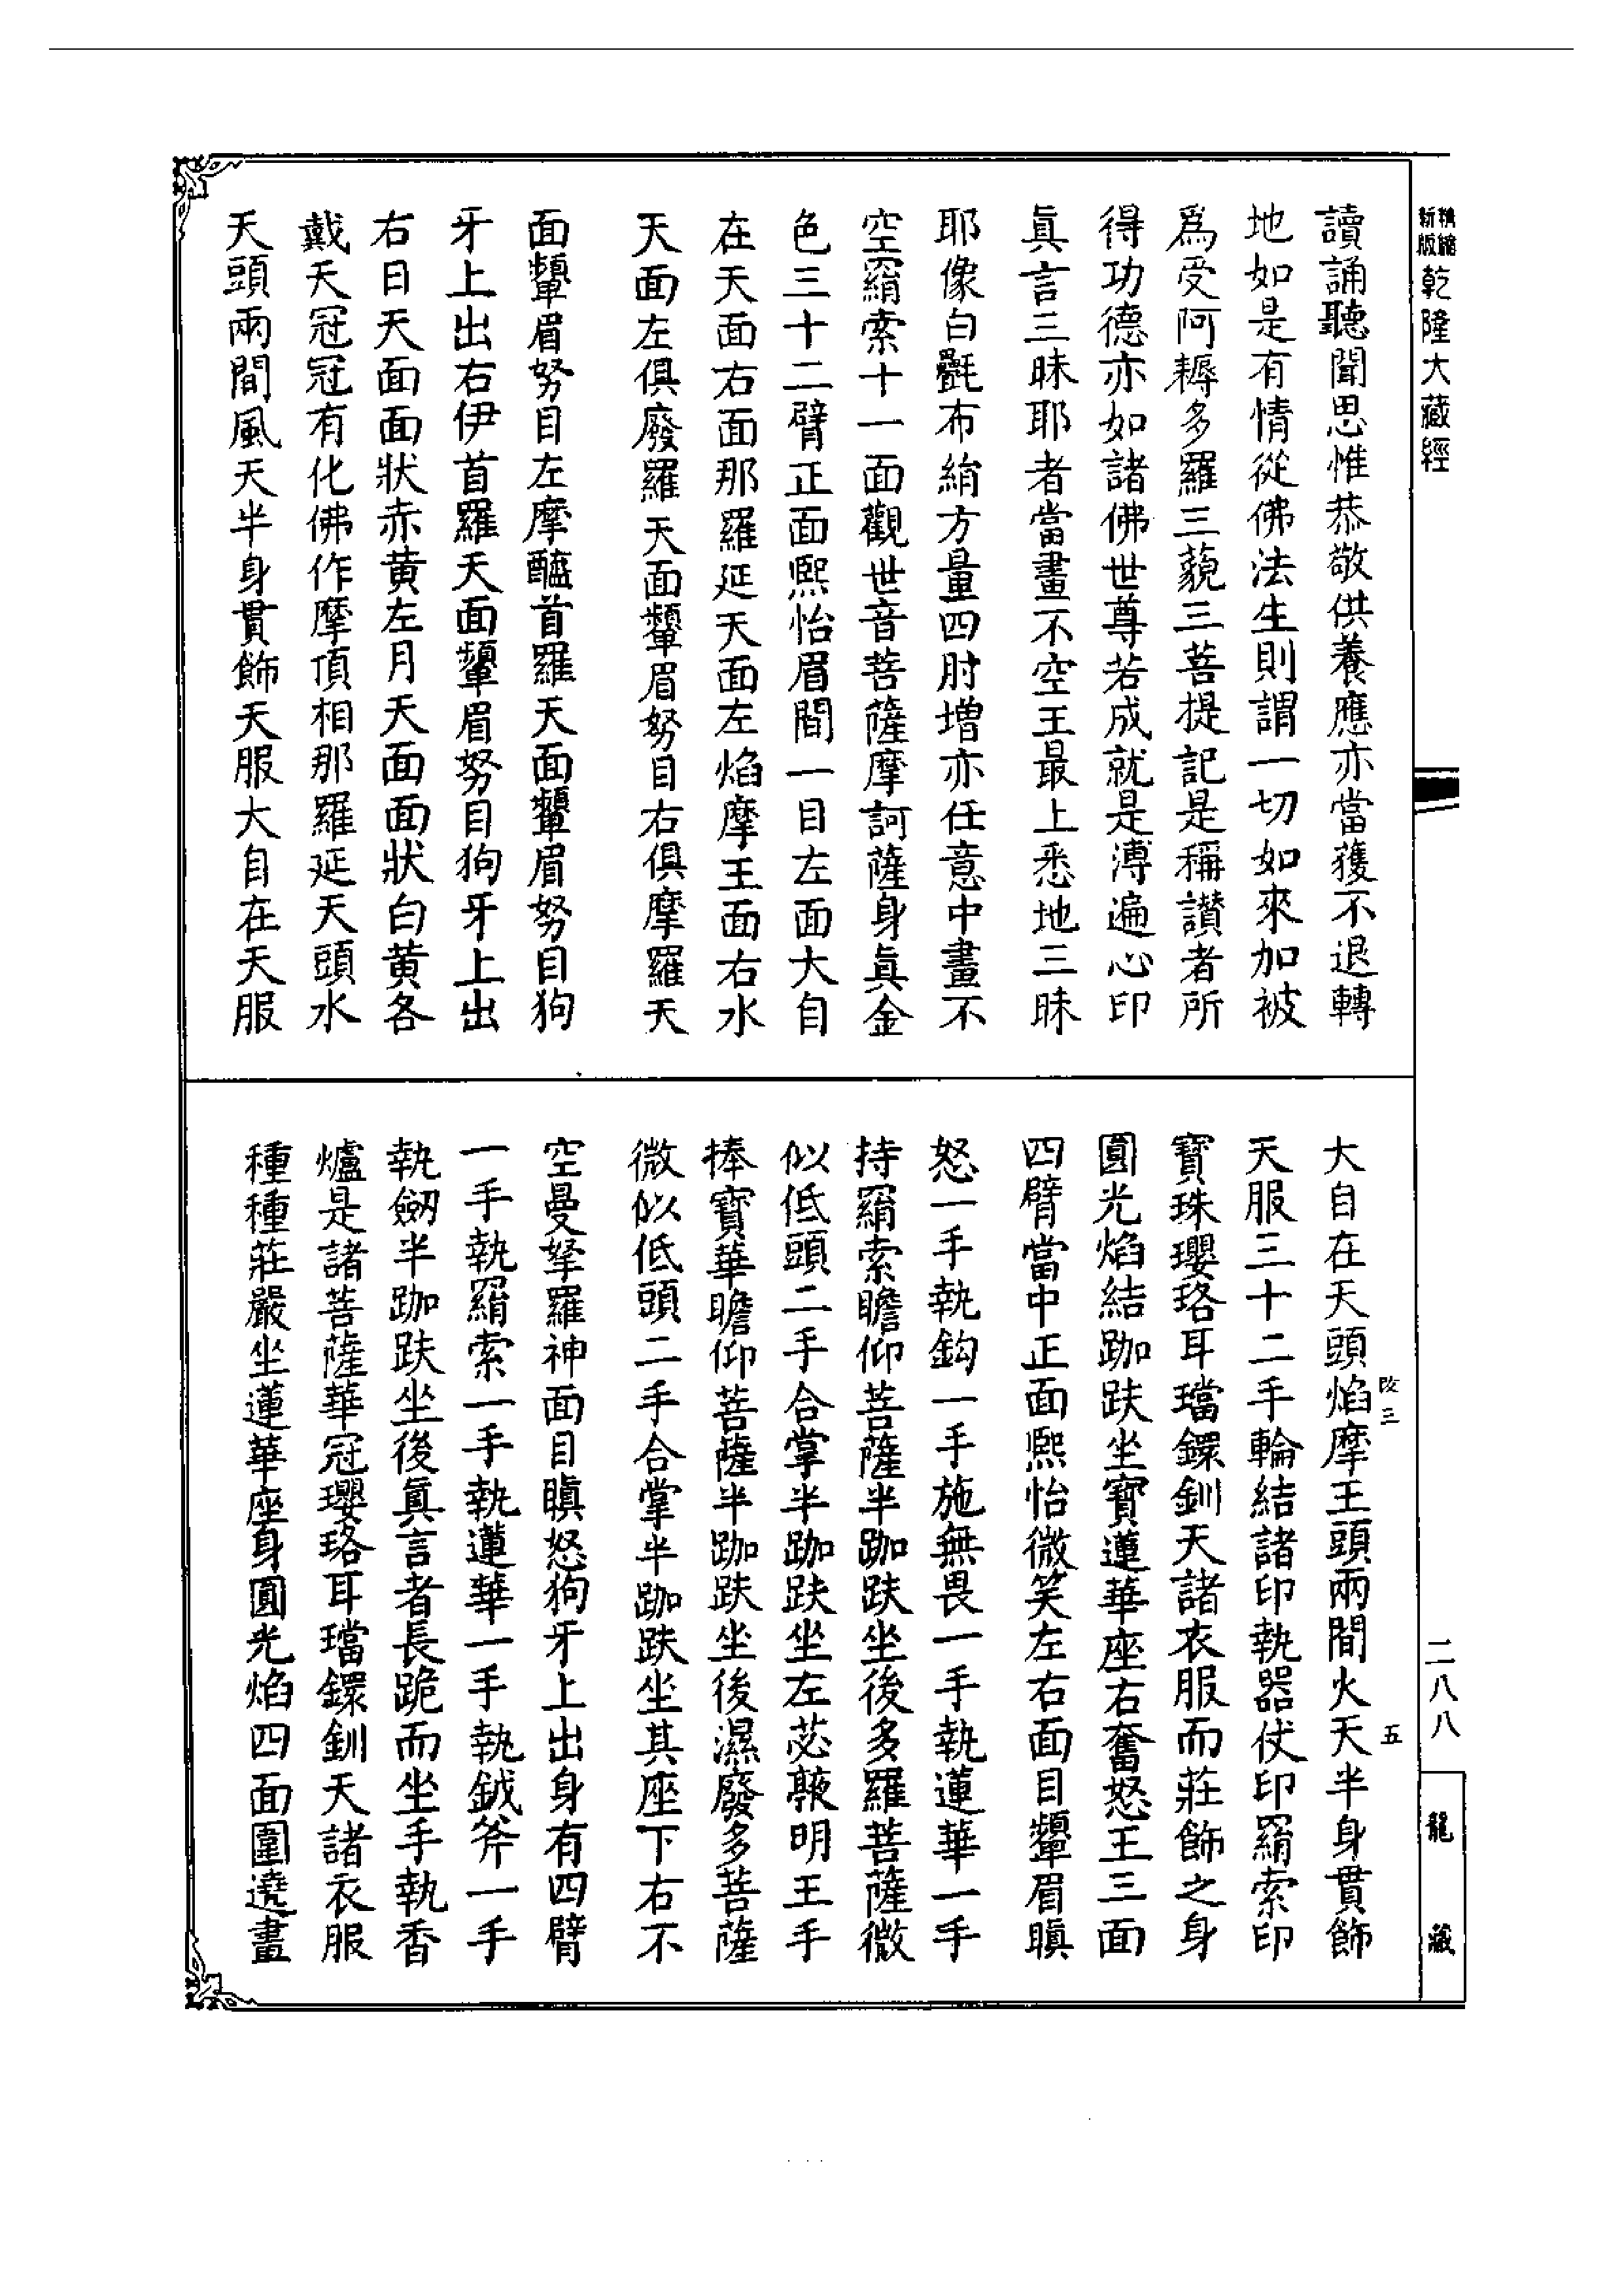 精縮新版乾隆大藏經
讀誦聽聞思惟恭敬供養應亦當獲不退轉
地如是有情從佛法生則謂一切如來加被
爲受阿耨多羅三藐三菩提記是稱讃者所
得功德亦如諸佛世尊若成就是溥遍心印
眞言三昧耶者當畫不空王最上悉地三昧
耶像白㲲布絹方量四肘增亦任意中畫不
空羂索十一面觀世音菩薩摩訶薩身眞金
色三十二臂正面熙怡眉間一目左面大自
在天面右面那羅延天面左焰摩王面右水
天面左俱廢羅天面顰眉努目右俱摩羅天
面顰眉努目左摩醯首羅天面顰眉努目狗
牙上出右伊首羅天面顰眉努目狗牙上出
右日天面面狀赤黃左月天面面狀白黃各
戴天冠冠有化佛作摩頂相那羅延天頭水
天頭兩間風天半身貫飾天服大自在天服
大自在天頭焰摩王頭兩間火天半身貫飾
天服三十二手輪結諸印執器仗印羂索印
寶珠瓔珞耳璫鐶釧天諸衣服而莊飾之身
圓光焰結跏趺坐寶蓮華座右奮怒王三面
四臂當中正面熙怡微笑左右面目顰眉瞋
怒一手執鈎一手施無畏一手執蓮華一手
持羂索瞻仰菩薩半跏趺坐後多羅菩薩微
似低頭二手合掌半跏趺坐左苾𩕳明王手
捧寶華瞻仰菩薩半跏趺坐後濕廢多菩薩
微似低頭二手合掌半跏趺坐其座下右不
空曼拏羅神面目瞋怒狗牙上出身有四臂
一手執羂索一手執蓮華一手執鉞斧一手
執劒半跏趺坐後眞言者長跪而坐手執香
爐是諸菩薩華冠瓔珞耳璫鐶釧天諸衣服
種種莊嚴坐蓮華座身圓光焰四面圍遶畫
三 五
二八八
龍藏